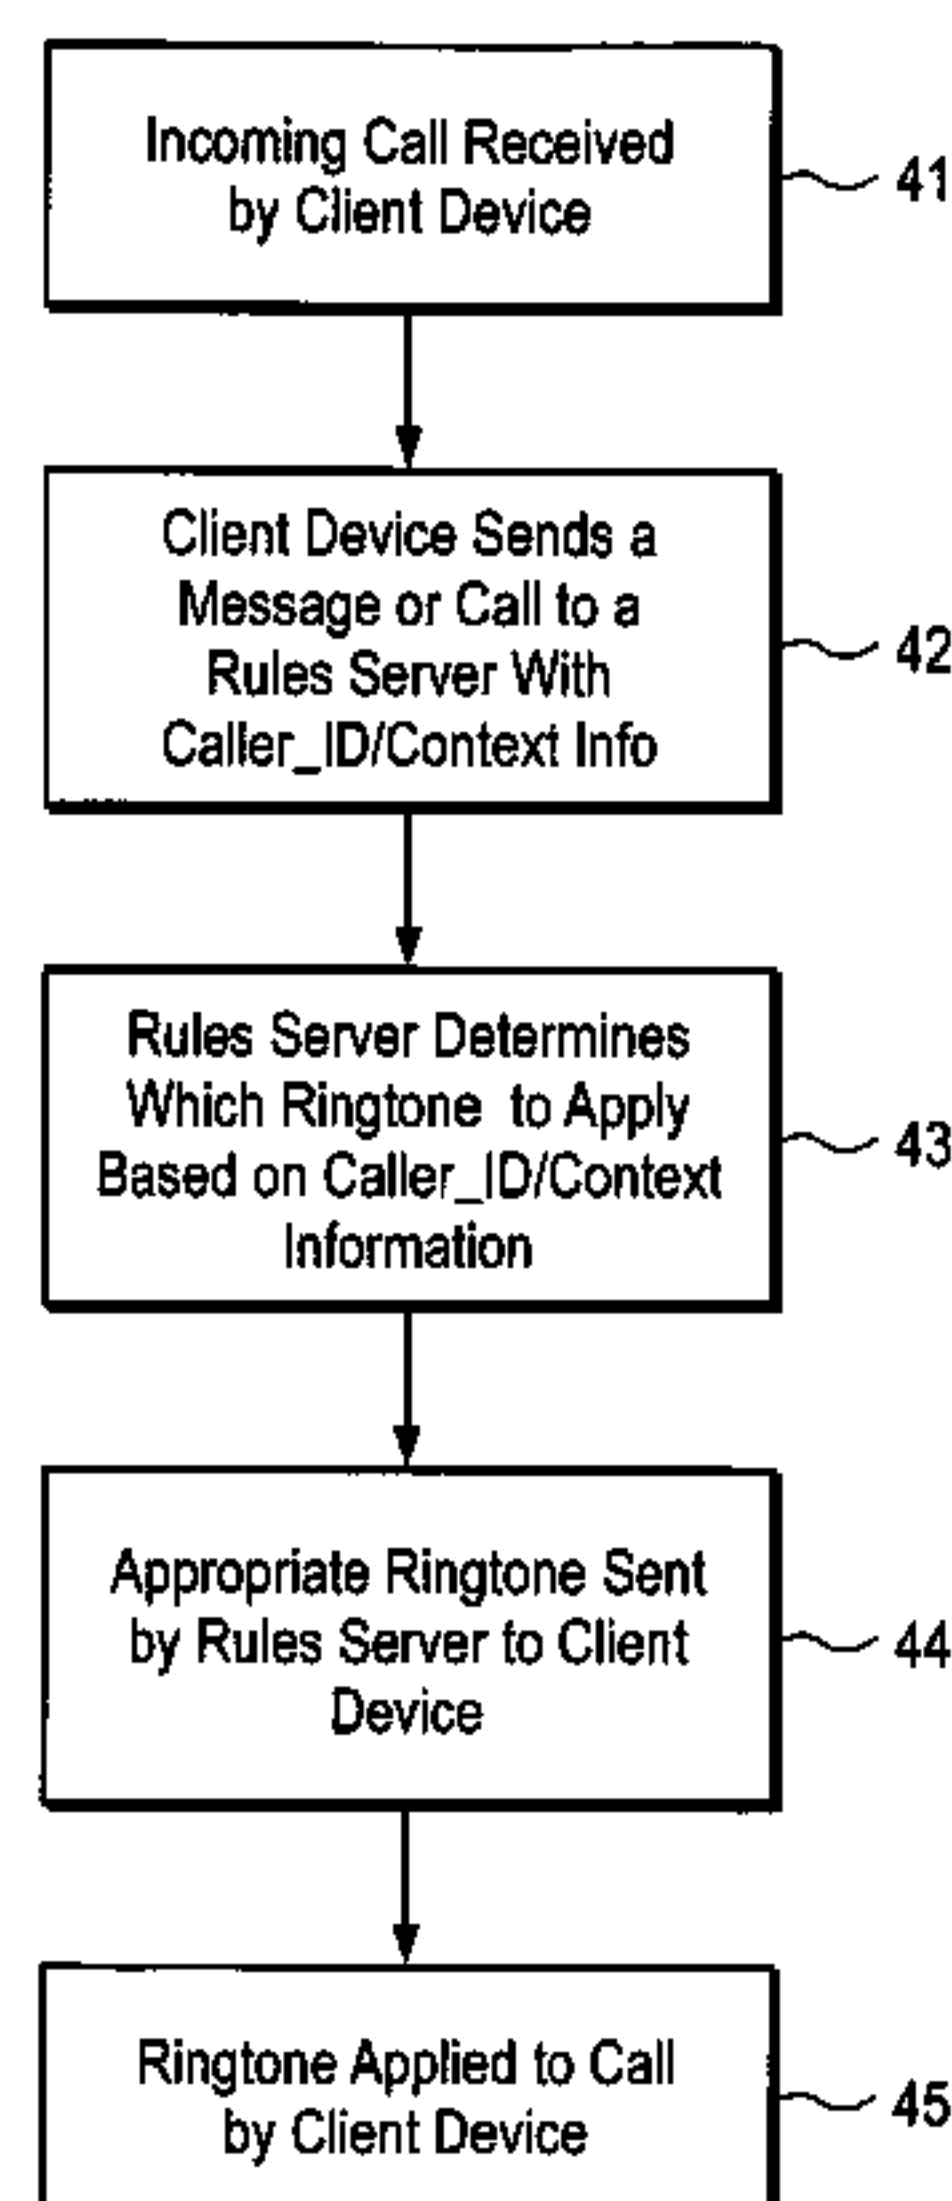 Incoming Call Received
by Client Device
41
Client Device Sends a
Message or Call to a
Rules Server With
Caller_ID/Context Info
42
Rules Server Determines
Which Ringtone to Apply
Based on Caller_ID/Context
Information
43
Appropriate Ringtone Sent
by Rules Server to Client
Device
44
Ringtone Applied to Call
by Client Device
45